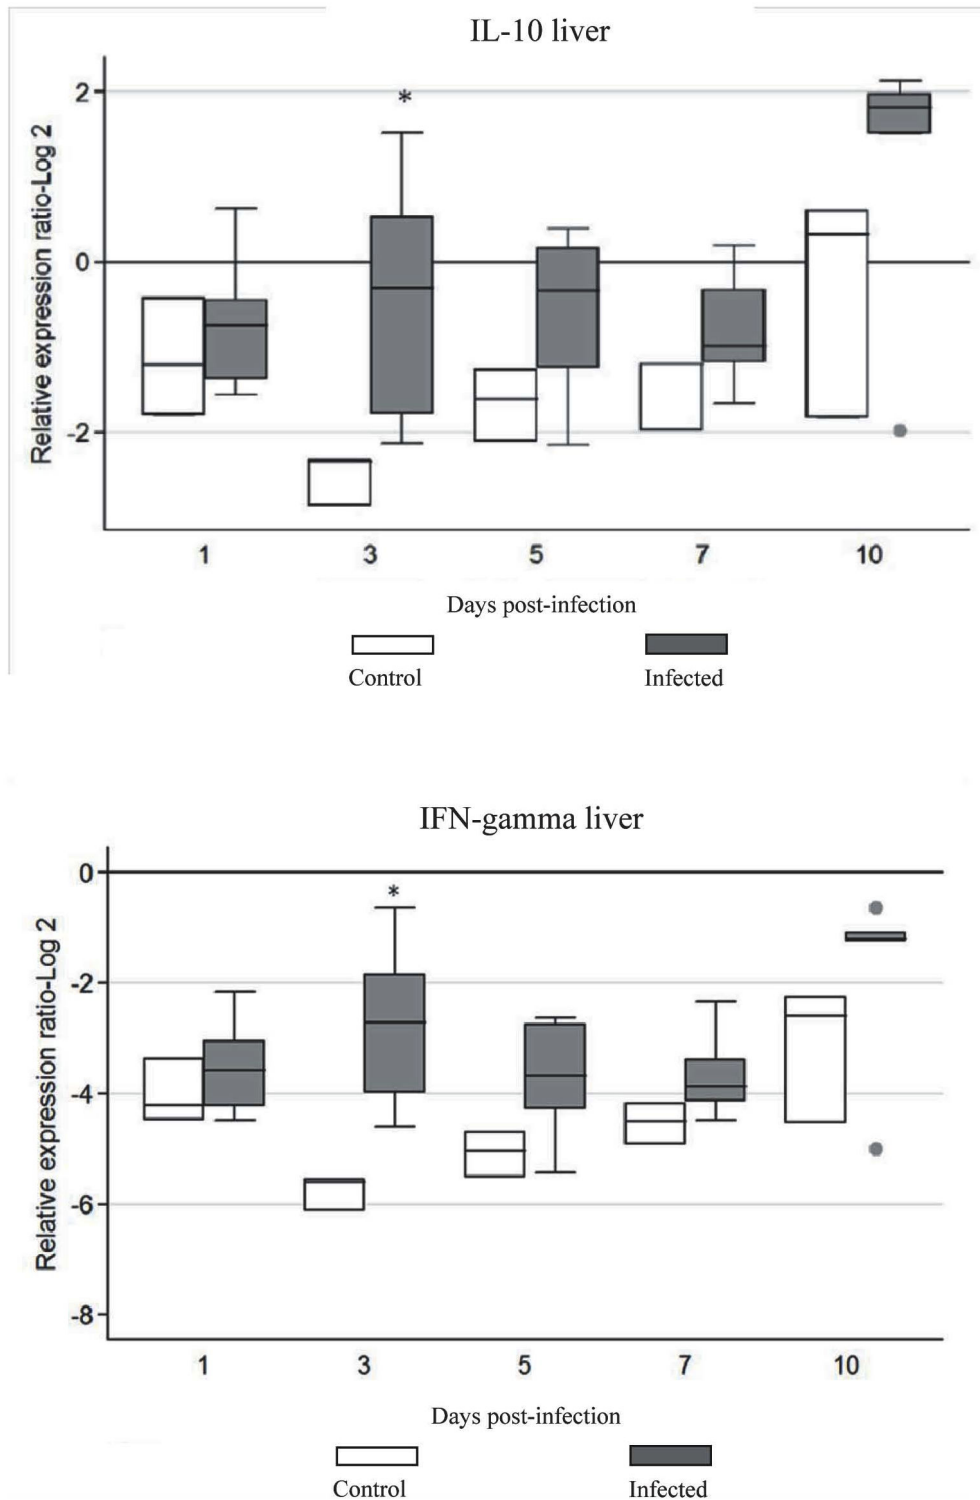 IL-10 liver
Relative expression ratio-Log 2
2
0
-2
*
1 3 5 7 10
Days post-infection
Control Infected
IFN-gamma liver
Relative expression ratio-Log 2
0
-2
-4
-6
-8
*
1 3 5 7 10
Days post-infection
Control Infected